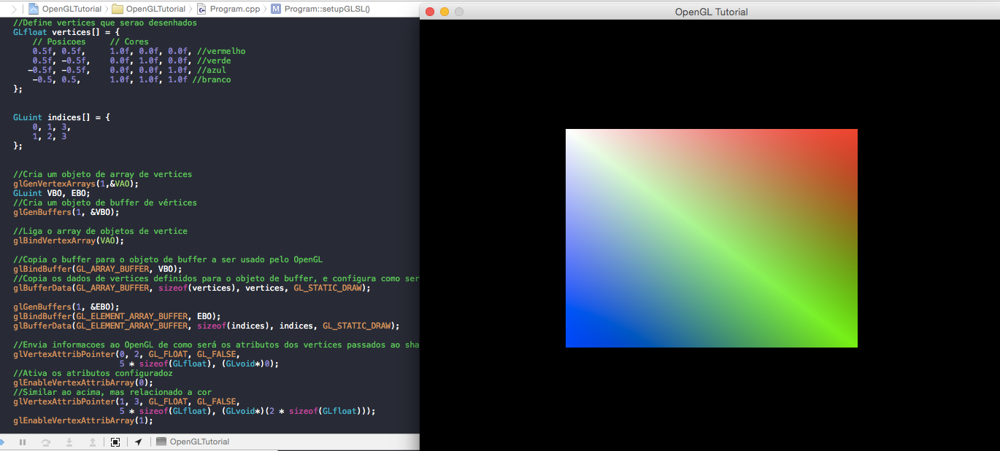 OpenGLTutorial OpenGLTutorial Program.cpp M Program::setupGLSL()
//Define vertices que serao desenhados
GLfloat vertices[] = {
// Posicoes // Cores
0.5f, 0.5f, 1.0f, 0.0f, 0.0f, //vermelho
0.5f, -0.5f, 0.0f, 1.0f, 0.0f, //verde
-0.5f, -0.5f, 0.0f, 0.0f, 1.0f, //azul
-0.5, 0.5, 1.0f, 1.0f, 1.0f //branco
};
GLuint indices[] = {
0, 1, 3,
1, 2, 3
};
//Cria um objeto de array de vertices
glGenVertexArrays(1,&VAO);
GLuint VBO, EBO;
//Cria um objeto de buffer de vértices
glGenBuffers(1, &VBO);
//Liga o array de objetos de vertice
glBindVertexArray(VAO);
//Copia o buffer para o objeto de buffer a ser usado pelo OpenGL
glBindBuffer(GL_ARRAY_BUFFER, VBO);
//Copia os dados de vertices definidos para o objeto de buffer, e configura como ser
glBufferData(GL_ARRAY_BUFFER, sizeof(vertices), vertices, GL_STATIC_DRAW);
glGenBuffers(1, &EBO);
glBindBuffer(GL_ELEMENT_ARRAY_BUFFER, EBO);
glBufferData(GL_ELEMENT_ARRAY_BUFFER, sizeof(indices), indices, GL_STATIC_DRAW);
//Envia informacoes ao OpenGL de como será os atributos dos vertices passados ao sha
glVertexAttribPointer(0, 2, GL_FLOAT, GL_FALSE,
5 * sizeof(GLfloat), (GLvoid*)0);
//Ativa os atributos configuradoz
glEnableVertexAttribArray(0);
//Similar ao acima, mas relacionado a cor
glVertexAttribPointer(1, 3, GL_FLOAT, GL_FALSE,
5 * sizeof(GLfloat), (GLvoid*)(2 * sizeof(GLfloat)));
glEnableVertexAttribArray(1);
OpenGLTutorial
OpenGL Tutorial